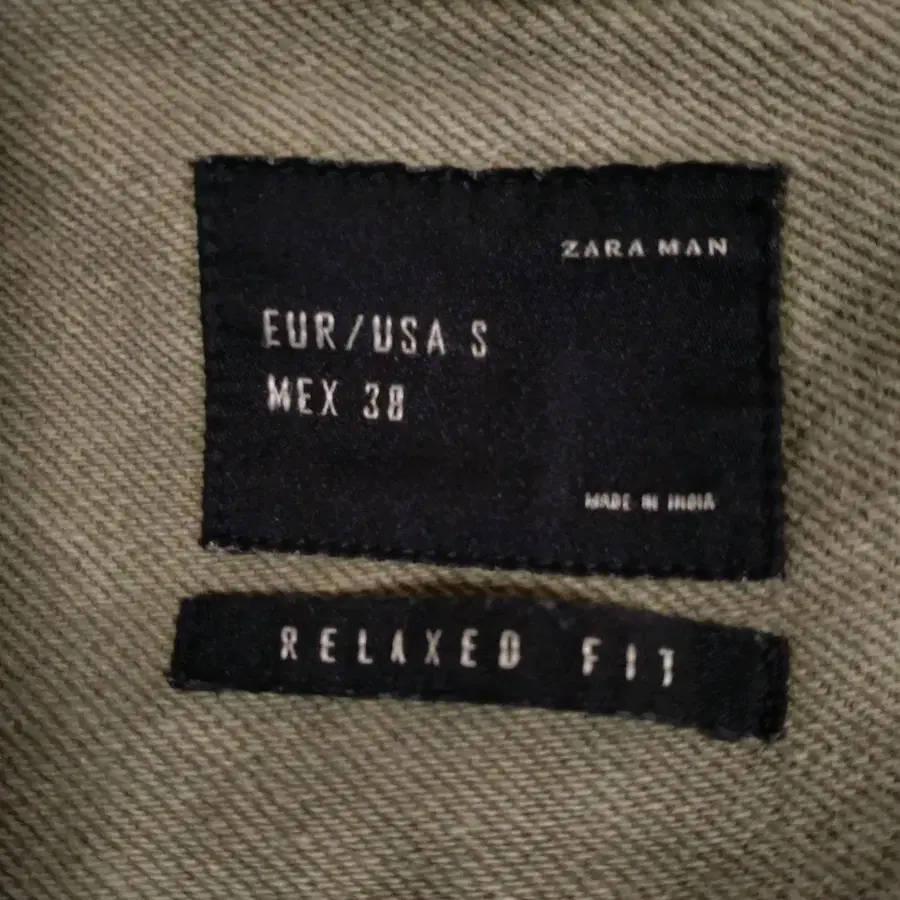 ZARA MAN
EUR/USA S
MEX 38
MADE IN INDIA
RELAXED FIT